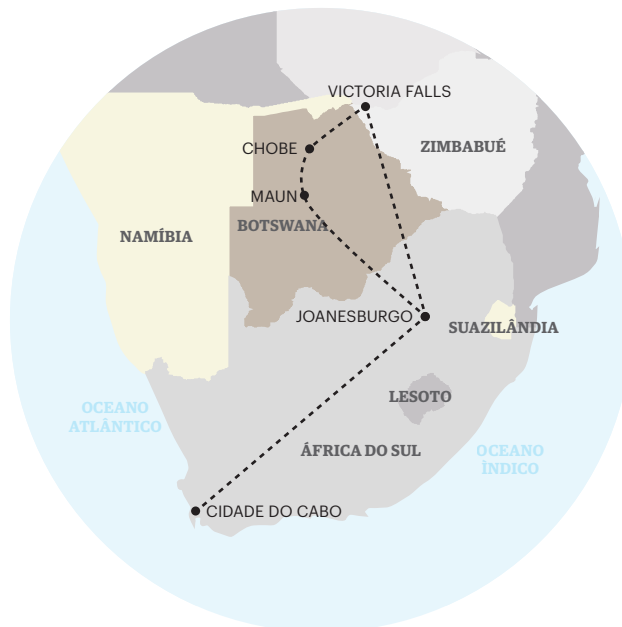 VICTORIA FALLS
CHOBE
ZIMBABUÉ
MAUN
BOTSWANA
NAMÍBIA
JOANESBURGO
SUAZILÂNDIA
LESOTO
OCEANO
ATLÂNTICO
ÁFRICA DO SUL
OCEANO
ÎNDICO
CIDADE DO CABO